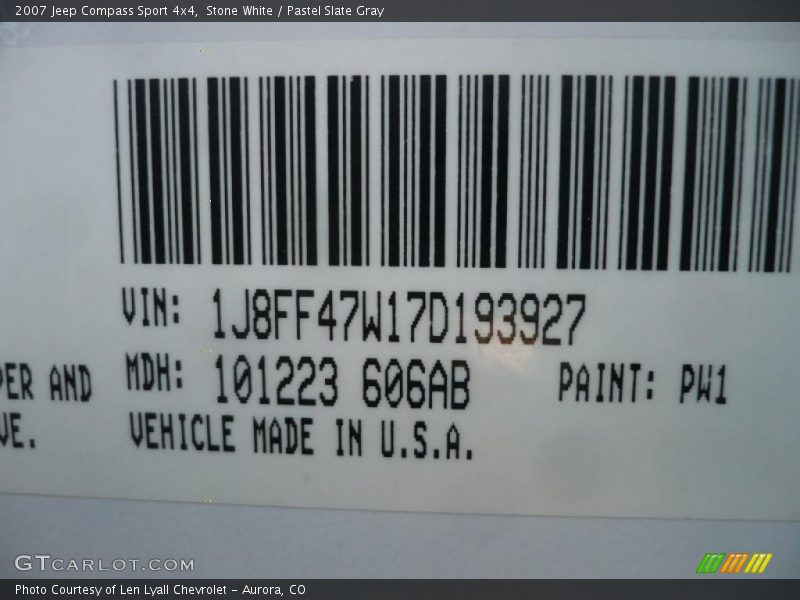 2007 Jeep Compass Sport 4x4,  Stone White / Pastel Slate Gray
VIN: 1J8FF47W17D193927
PER AND MDH: 101223 606AB PAINT: PW1
VE. VEHICLE MADE IN U.S.A.
GTCARLOT.COM
Photo Courtesy of Len Lyall Chevrolet - Aurora, CO